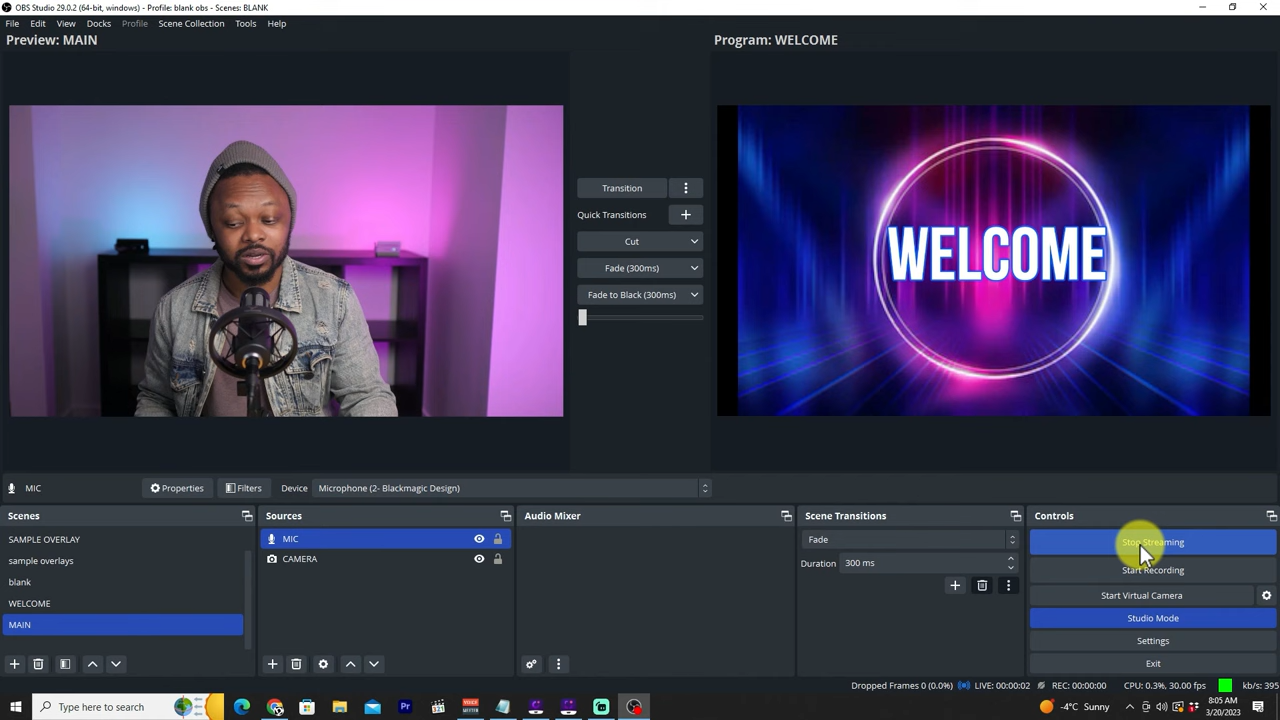 OBS Studio 29.0.2 (64-bit, windows) - Profile: blank obs - Scenes: BLANK
File Edit View Docks Profile Scene Collection Tools Help
Preview: MAIN
Program: WELCOME
WELCOME
Transition
Quick Transitions
Cut
Fade (300ms)
Fade to Black (300ms)
MIC Properties Filters Device Microphone (2- Blackmagic Design)
Scenes
SAMPLE OVERLAY
sample overlays
blank
WELCOME
MAIN
Sources
MIC
CAMERA
Audio Mixer
Scene Transitions
Fade
Duration 300 ms
Controls
Stop Streaming
Start Recording
Start Virtual Camera
Studio Mode
Settings
Exit
Dropped Frames 0 (0.0%) LIVE: 00:00:02 REC: 00:00:00 CPU: 0.3%, 30.00 fps kb/s: 395
Type here to search
-4°C Sunny
8:05 AM
3/20/2023